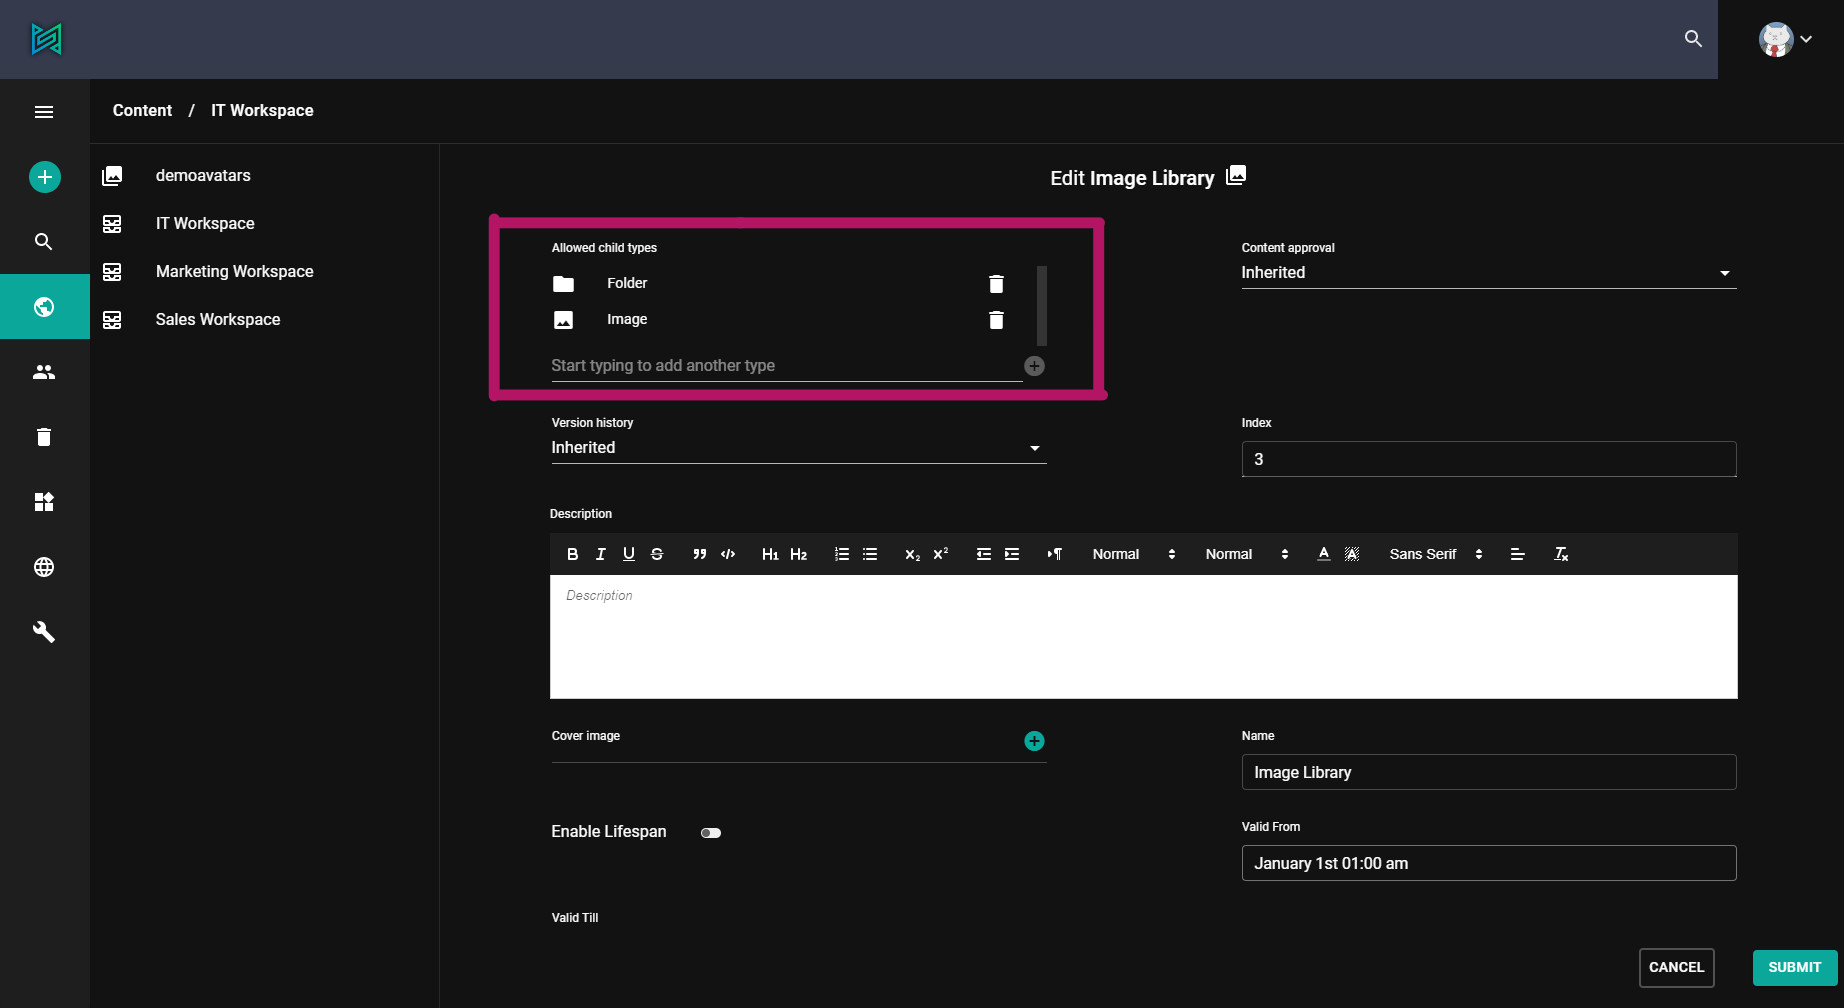 Content / IT Workspace
demoavatars
IT Workspace
Marketing Workspace
Sales Workspace
Edit Image Library
Allowed child types
Folder
Image
Start typing to add another type
Content approval
Inherited
Version history
Inherited
Index
3
Description
B I U S H1 H2 X2 X2 Normal Normal A A Sans Serif Tx
Description
Cover image
Name
Image Library
Enable Lifespan
Valid From
January 1st 01:00 am
Valid Till
CANCEL SUBMIT